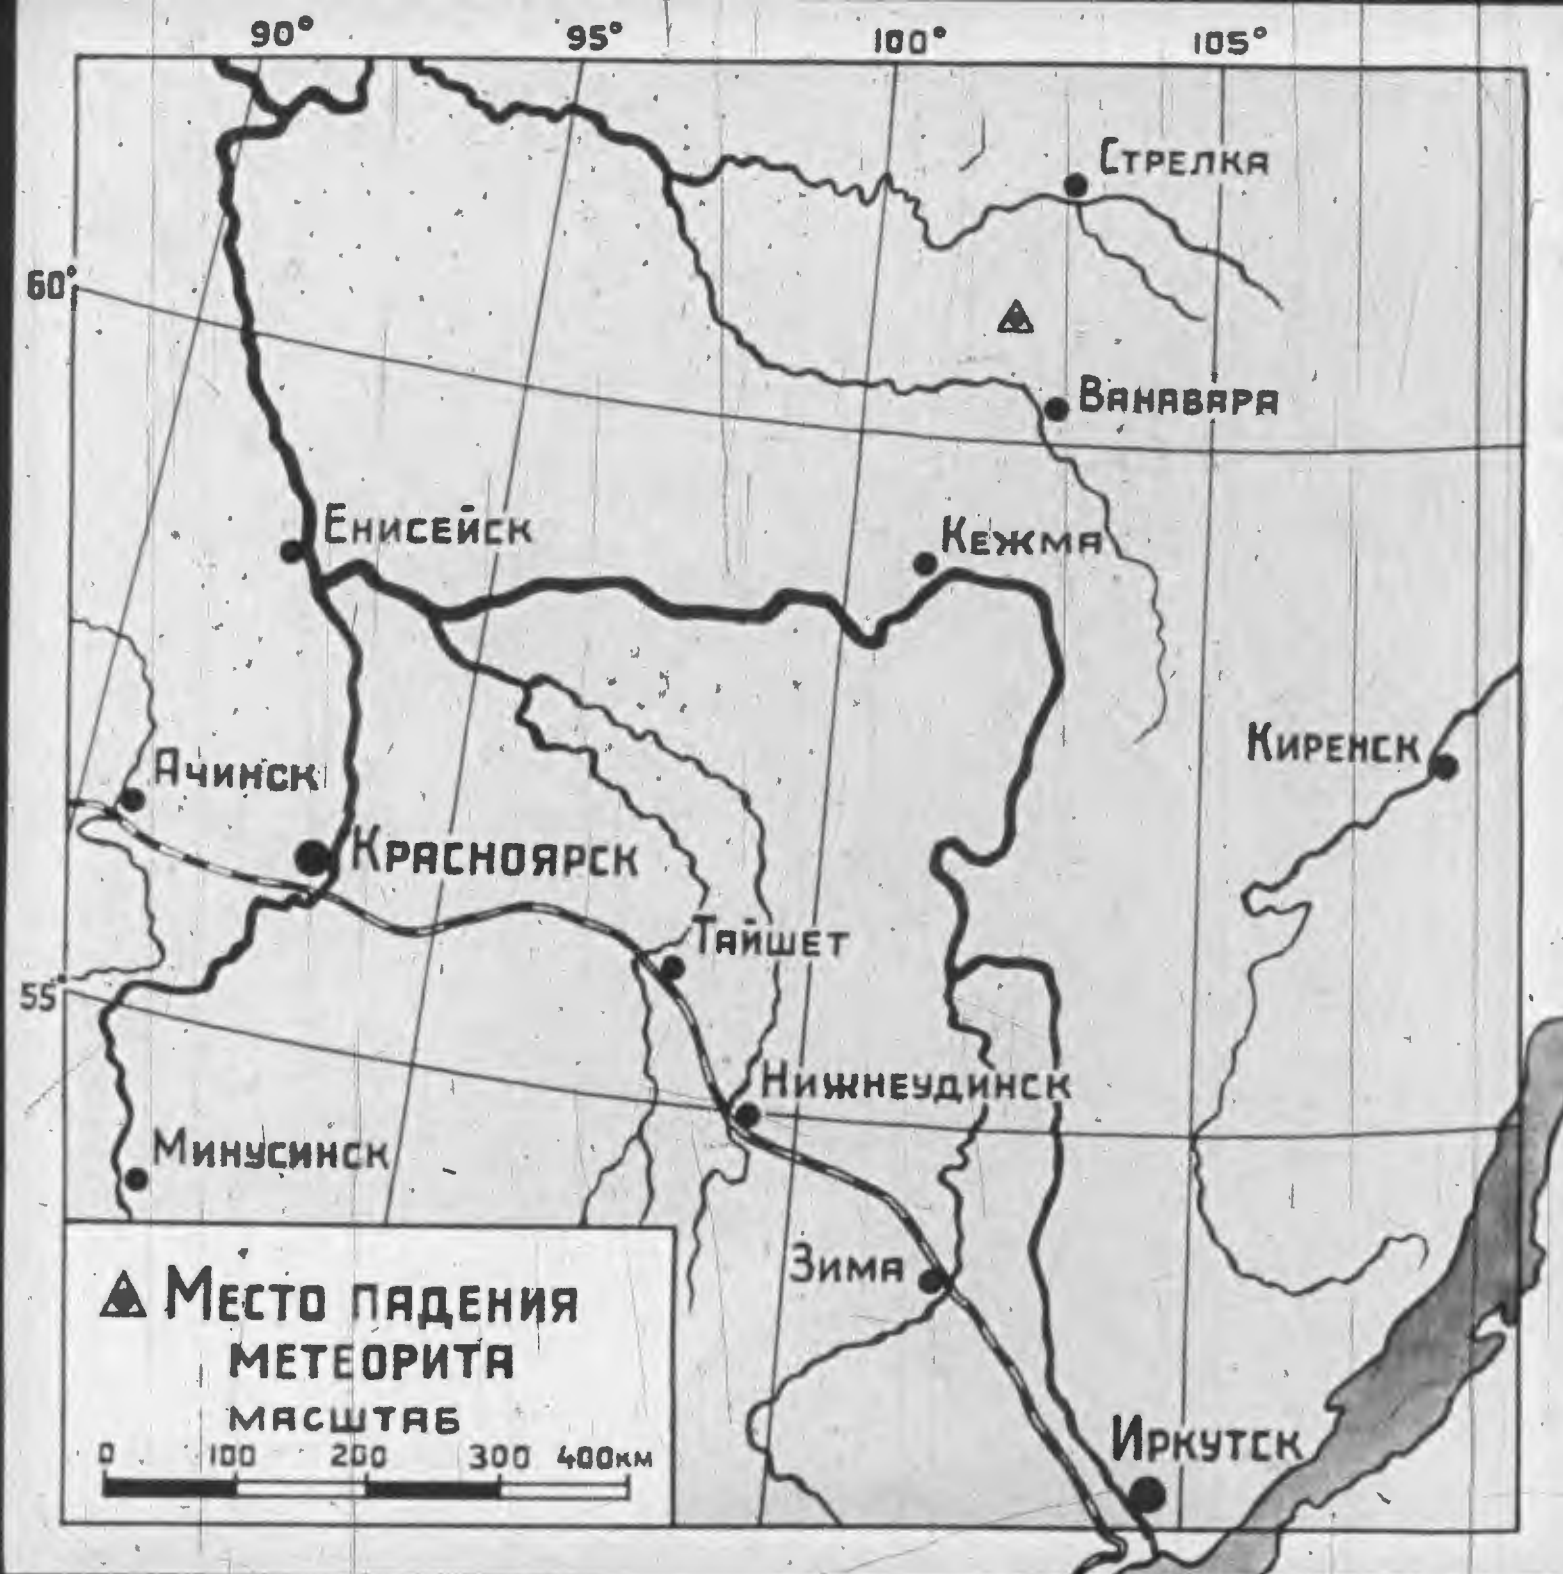 90° 95° 100° 105°
Стрелка
60°
Ванавара
Енисейск
Кежма
Киренск
Ачинск
Красноярск
Тайшет
55
Нижнеудинск
Минусинск
Зима
Место падения
метеорита
масштаб
0 100 200 300 400км
Иркутск